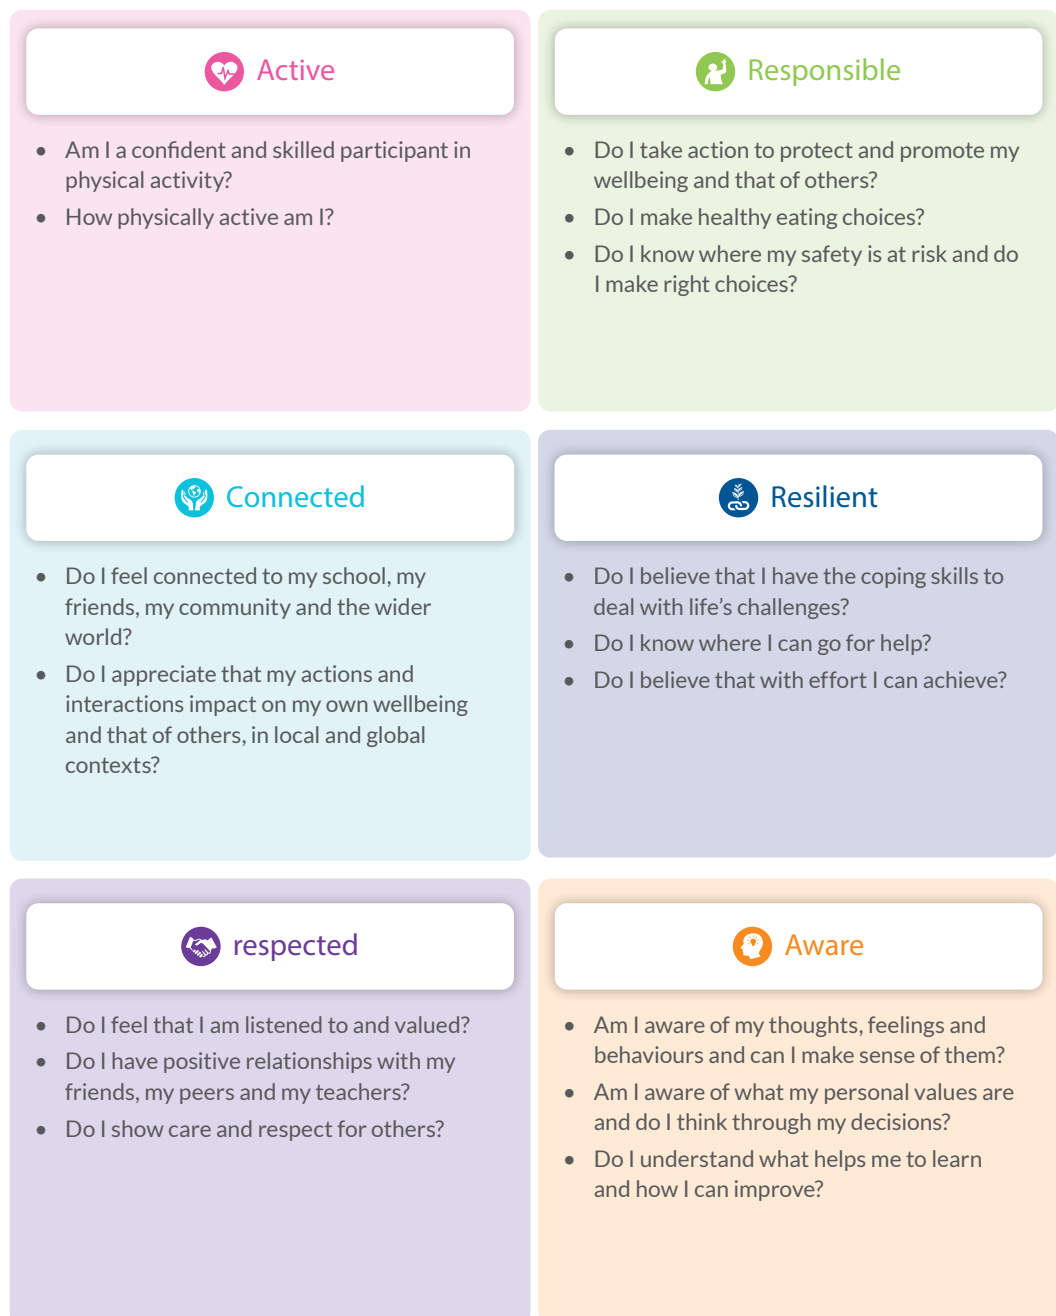 Active
• Am I a confident and skilled participant in
physical activity?
• How physically active am I?
Responsible
• Do I take action to protect and promote my
wellbeing and that of others?
• Do I make healthy eating choices?
• Do I know where my safety is at risk and do
I make right choices?
Connected
• Do I feel connected to my school, my
friends, my community and the wider
world?
• Do I appreciate that my actions and
interactions impact on my own wellbeing
and that of others, in local and global
contexts?
Resilient
• Do I believe that I have the coping skills to
deal with life’s challenges?
• Do I know where I can go for help?
• Do I believe that with effort I can achieve?
respected
• Do I feel that I am listened to and valued?
• Do I have positive relationships with my
friends, my peers and my teachers?
• Do I show care and respect for others?
Aware
• Am I aware of my thoughts, feelings and
behaviours and can I make sense of them?
• Am I aware of what my personal values are
and do I think through my decisions?
• Do I understand what helps me to learn
and how I can improve?